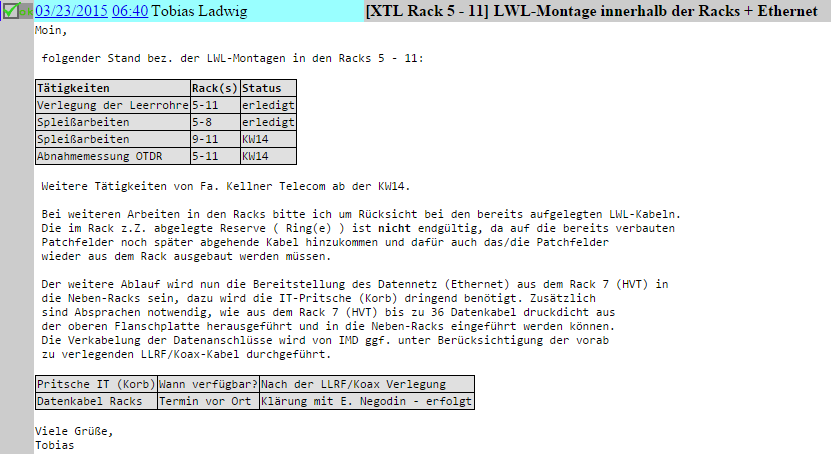 ok 03/23/2015 06:40 Tobias Ladwig [XTL Rack 5 - 11] LWL-Montage innerhalb der Racks + Ethernet
Moin,
folgender Stand bez. der LWL-Montagen in den Racks 5 - 11:
Tätigkeiten Rack(s) Status
Verlegung der Leerrohre 5-11 erledigt
Spleißarbeiten 5-8 erledigt
Spleißarbeiten 9-11 KW14
Abnahmemessung OTDR 5-11 KW14
Weitere Tätigkeiten von Fa. Kellner Telecom ab der KW14.
Bei weiteren Arbeiten in den Racks bitte ich um Rücksicht bei den bereits aufgelegten LWL-Kabeln.
Die im Rack z.Z. abgelegte Reserve ( Ring(e) ) ist nicht endgültig, da auf die bereits verbauten
Patchfelder noch später abgehende Kabel hinzukommen und dafür auch das/die Patchfelder
wieder aus dem Rack ausgebaut werden müssen.
Der weitere Ablauf wird nun die Bereitstellung des Datennetz (Ethernet) aus dem Rack 7 (HVT) in
die Neben-Racks sein, dazu wird die IT-Pritsche (Korb) dringend benötigt. Zusätzlich
sind Absprachen notwendig, wie aus dem Rack 7 (HVT) bis zu 36 Datenkabel druckdicht aus
der oberen Flanschplatte herausgeführt und in die Neben-Racks eingeführt werden können.
Die Verkabelung der Datenanschlüsse wird von IMD ggf. unter Berücksichtigung der vorab
zu verlegenden LLRF/Koax-Kabel durchgeführt.
Pritsche IT (Korb) Wann verfügbar? Nach der LLRF/Koax Verlegung
Datenkabel Racks Termin vor Ort Klärung mit E. Negodin - erfolgt
Viele Grüße,
Tobias